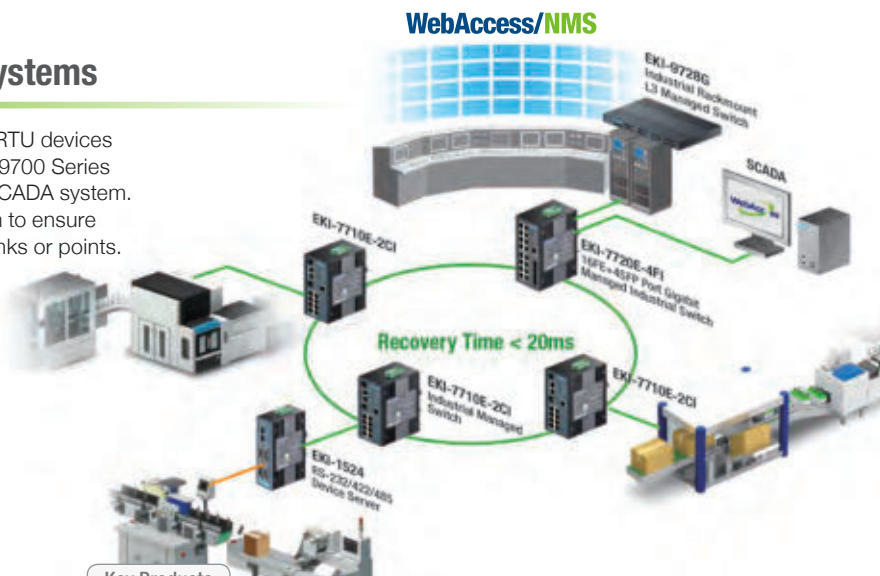 WebAccess/NMS
ystems
RTU devices
9700 Series
CADA system.
n to ensure
nks or points.
EKI-9728G
Industrial Rackmount
L3 Managed Switch
SCADA
EKI-7710E-2CI
EKI-7720E-4FI
16FE+4SFP Port Gigibit
Managed Industrial Switch
Recovery Time < 20ms
EKI-7710E-2CI
Industrial Managed
Switch
EKI-7710E-2CI
EKI-1524
RS-232/422/485
Device Server
Key Products